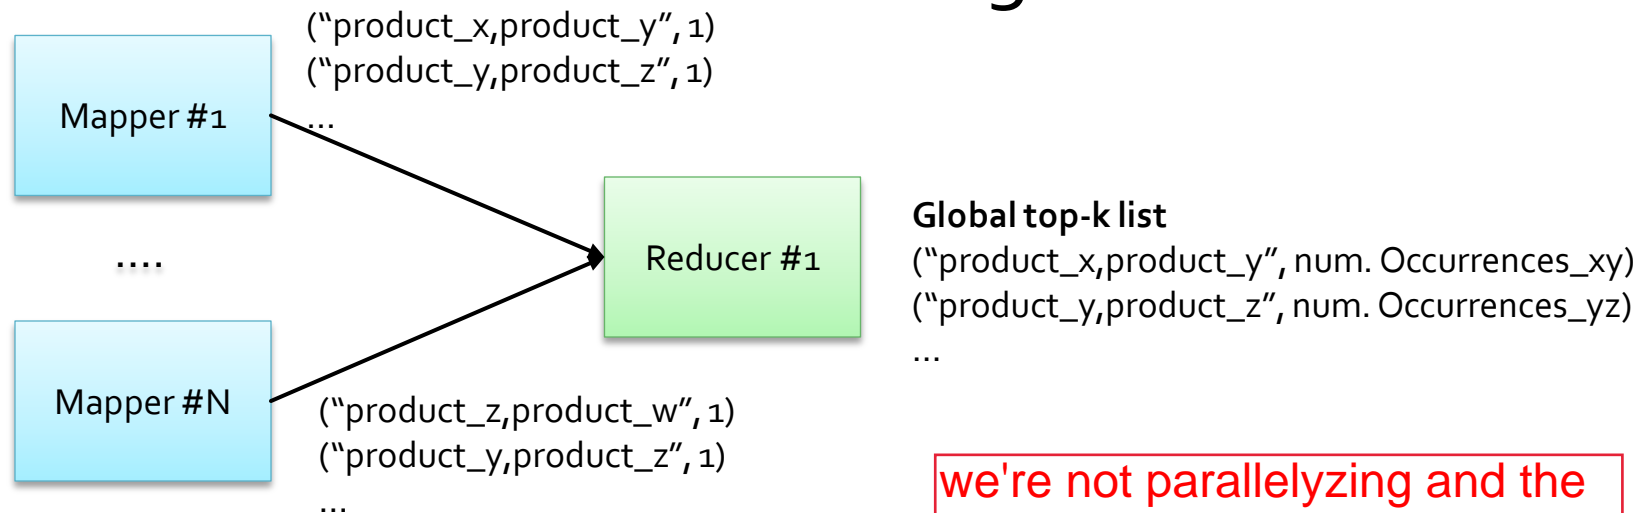 ("product_x,product_y", 1)
("product_y,product_z", 1)
...
Mapper #1
....
Mapper #N
("product_z,product_w", 1)
("product_y,product_z", 1)
...
Reducer #1
Global top-k list
("product_x,product_y", num. Occurrences_xy)
("product_y,product_z", num. Occurrences_yz)
...
we're not parallelyzing and the